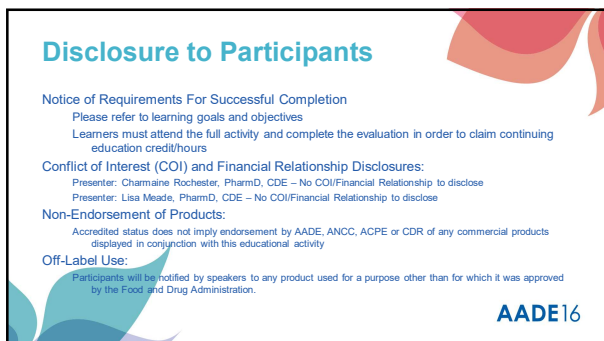 Disclosure to Participants
Notice of Requirements For Successful Completion
Please refer to learning goals and objectives
Learners must attend the full activity and complete the evaluation in order to claim continuing
education credit/hours
Conflict of Interest (COI) and Financial Relationship Disclosures:
Presenter: Charmaine Rochester, PharmD, CDE – No COI/Financial Relationship to disclose
Presenter: Lisa Meade, PharmD, CDE – No COI/Financial Relationship to disclose
Non-Endorsement of Products:
Accredited status does not imply endorsement by AADE, ANCC, ACPE or CDR of any commercial products
displayed in conjunction with this educational activity
Off-Label Use:
Participants will be notified by speakers to any product used for a purpose other than for which it was approved
by the Food and Drug Administration.
AADE16